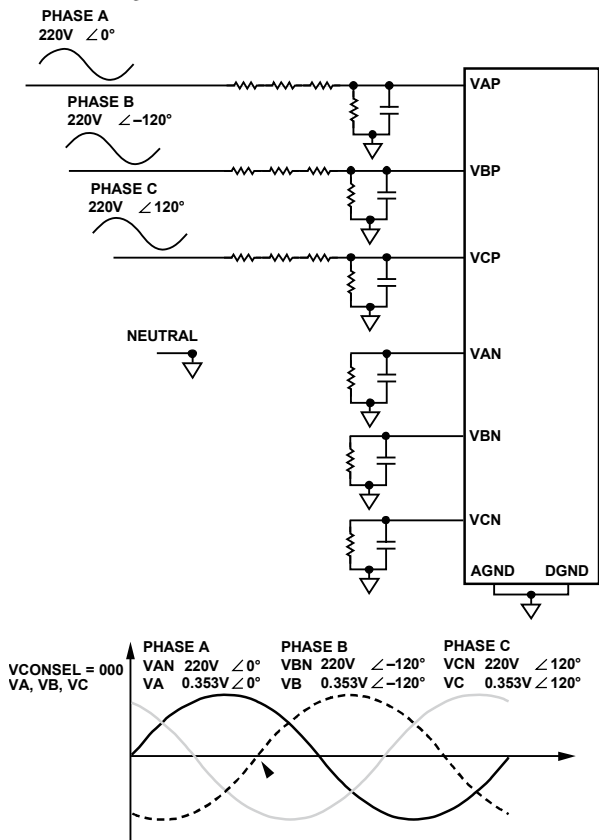 PHASE A
220V ∠0°
PHASE B
220V ∠–120°
PHASE C
220V ∠120°
NEUTRAL
VAP
VBP
VCP
VAN
VBN
VCN
AGND DGND
VCONSEL = 000
VA, VB, VC
PHASE A
VAN 220V ∠0°
VA 0.353V∠0°
PHASE B
VBN 220V ∠–120°
VB 0.353V∠–120°
PHASE C
VCN 220V ∠120°
VC 0.353V∠120°